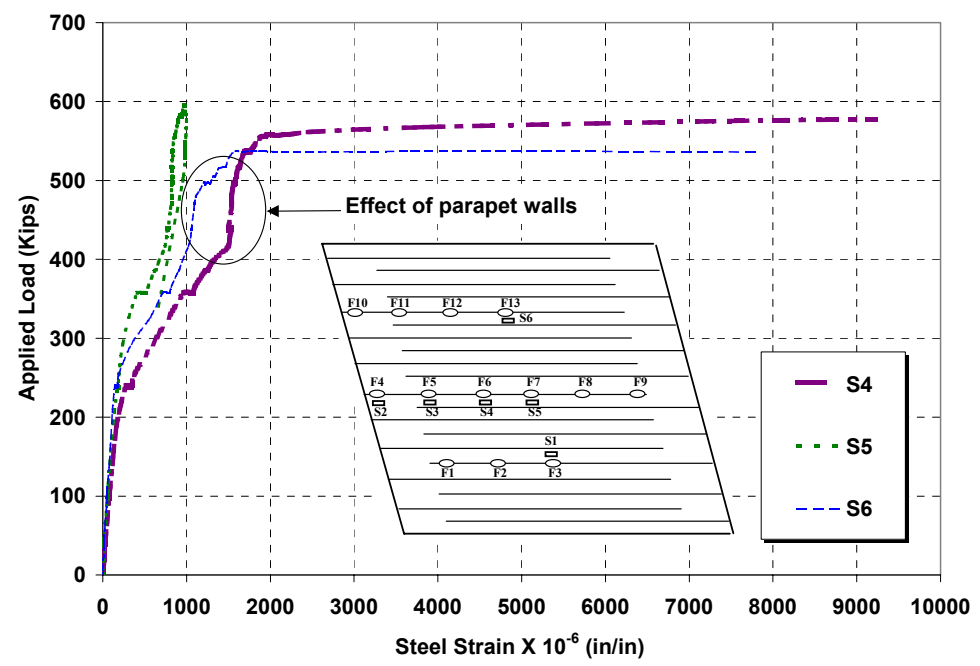 700
600
500
400
300
200
100
0
Applied Load (Kips)
Effect of parapet walls
F10 F11 F12 F13
S6
F4 F5 F6 F7 F8 F9
S2 S3 S4 S5
S1
F1 F2 F3
S4
S5
S6
0 1000 2000 3000 4000 5000 6000 7000 8000 9000 10000
Steel Strain X 10⁻⁶ (in/in)